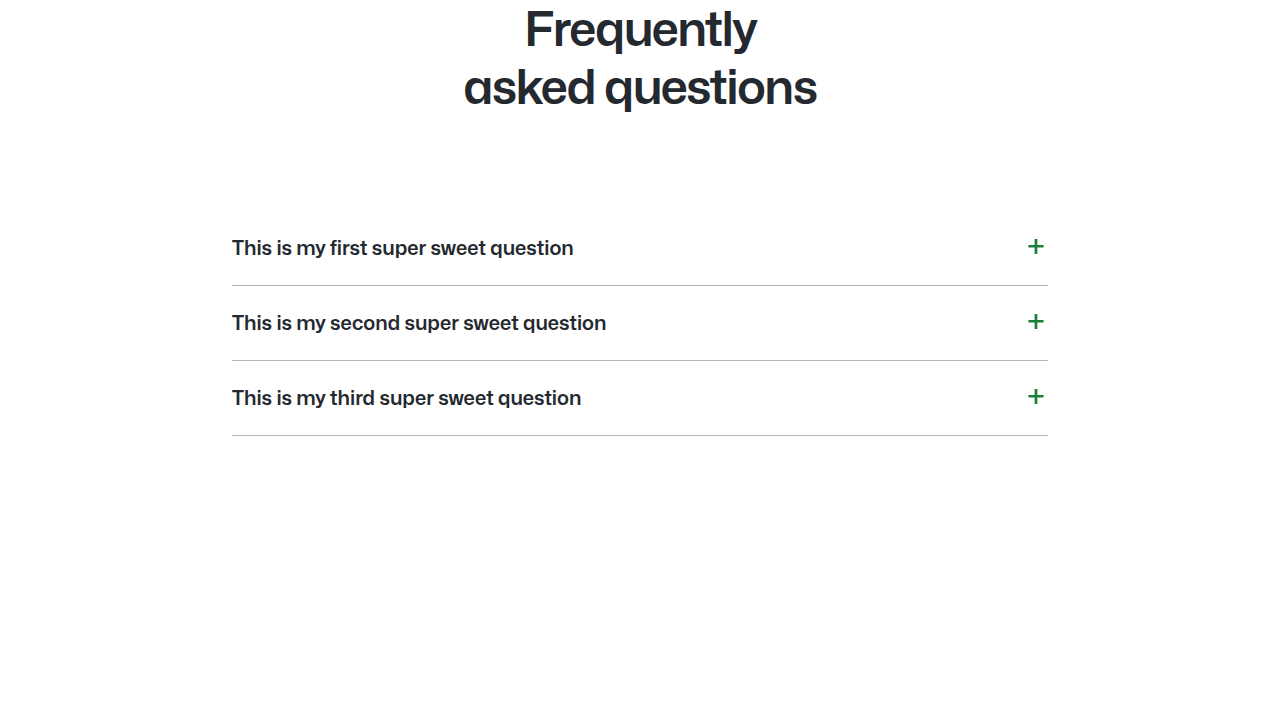 Frequently
asked questions
This is my first super sweet question
This is my second super sweet question
This is my third super sweet question